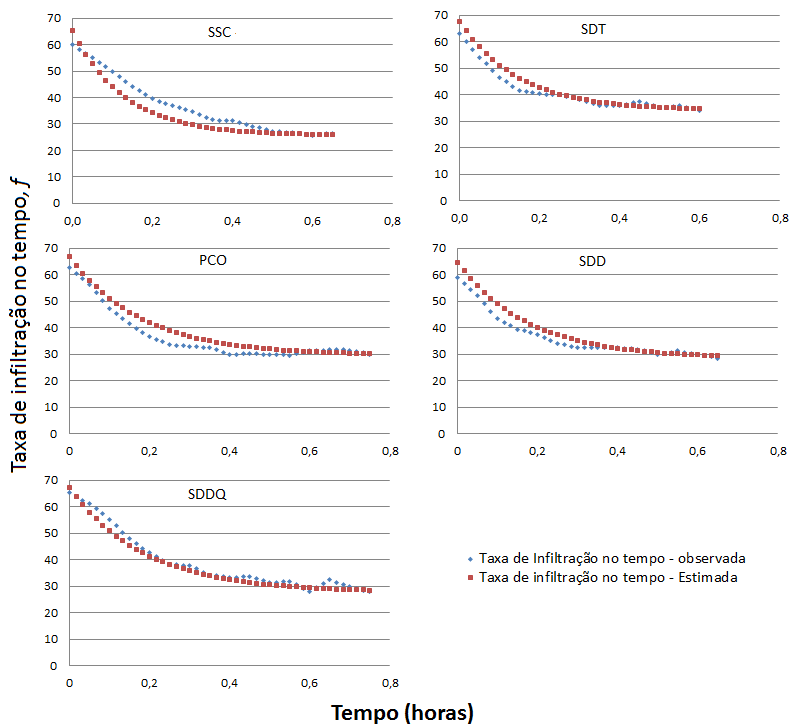 Taxa de infiltração no tempo, f
SSC
70
60
50
40
30
20
10
0
0,0 0,2 0,4 0,6 0,8
SDT
70
60
50
40
30
20
10
0
0,0 0,2 0,4 0,6 0,8
PCO
70
60
50
40
30
20
10
0
0 0,2 0,4 0,6 0,8
SDD
70
60
50
40
30
20
10
0
0 0,2 0,4 0,6 0,8
SDDQ
70
60
50
40
30
20
10
0
0 0,2 0,4 0,6 0,8
Taxa de Infiltração no tempo - observada
Taxa de infiltração no tempo - Estimada
Tempo (horas)